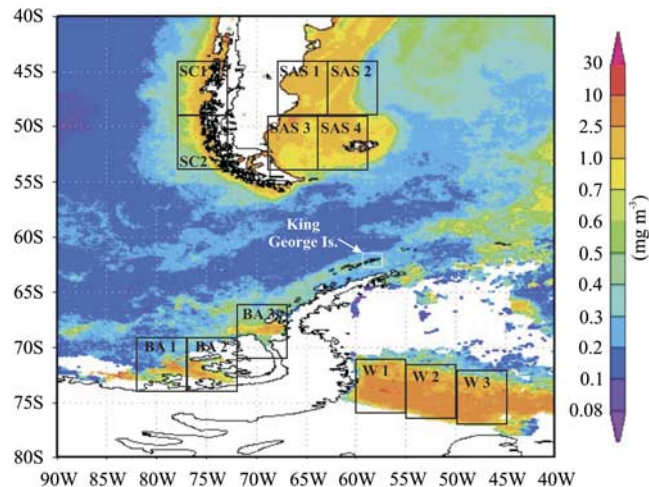 40S
45S
50S
55S
60S
65S
70S
75S
80S
90W 85W 80W 75W 70W 65W 60W 55W 50W 45W 40W
SC1
SC2
SAS 1
SAS 2
SAS 3
SAS 4
King
George Is.
BA 3
BA 1
BA 2
W 1
W 2
W 3
30
10
2.5
1.0
0.7
0.6
0.5
0.4
0.3
0.2
0.1
0.08
(mg m⁻³)